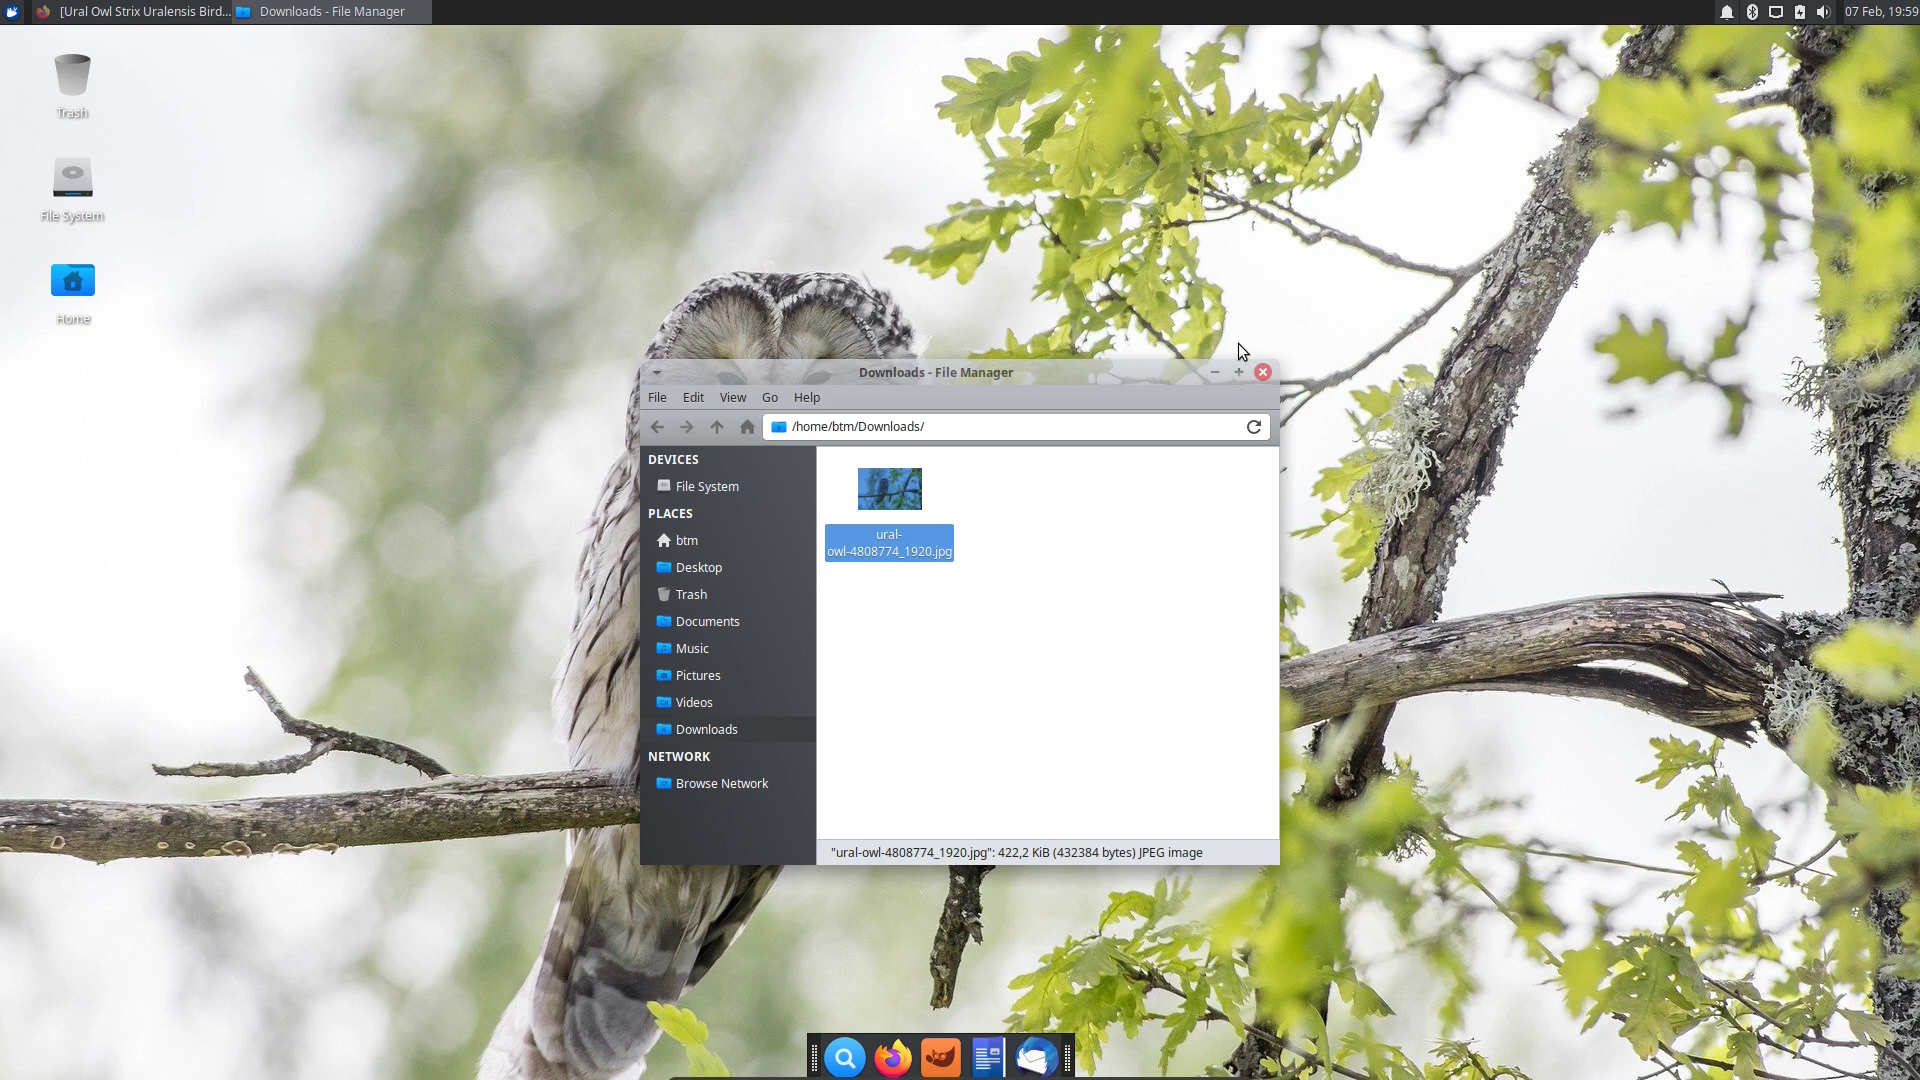 [Ural Owl Strix Uralensis Bird... Downloads - File Manager 07 Feb, 19:59
Trash
File System
Home
Downloads - File Manager
File Edit View Go Help
/home/btm/Downloads/
DEVICES
File System
PLACES
btm
Desktop
Trash
Documents
Music
Pictures
Videos
Downloads
NETWORK
Browse Network
ural-
owl-4808774_1920.jpg
"ural-owl-4808774_1920.jpg": 422,2 KiB (432384 bytes) JPEG image